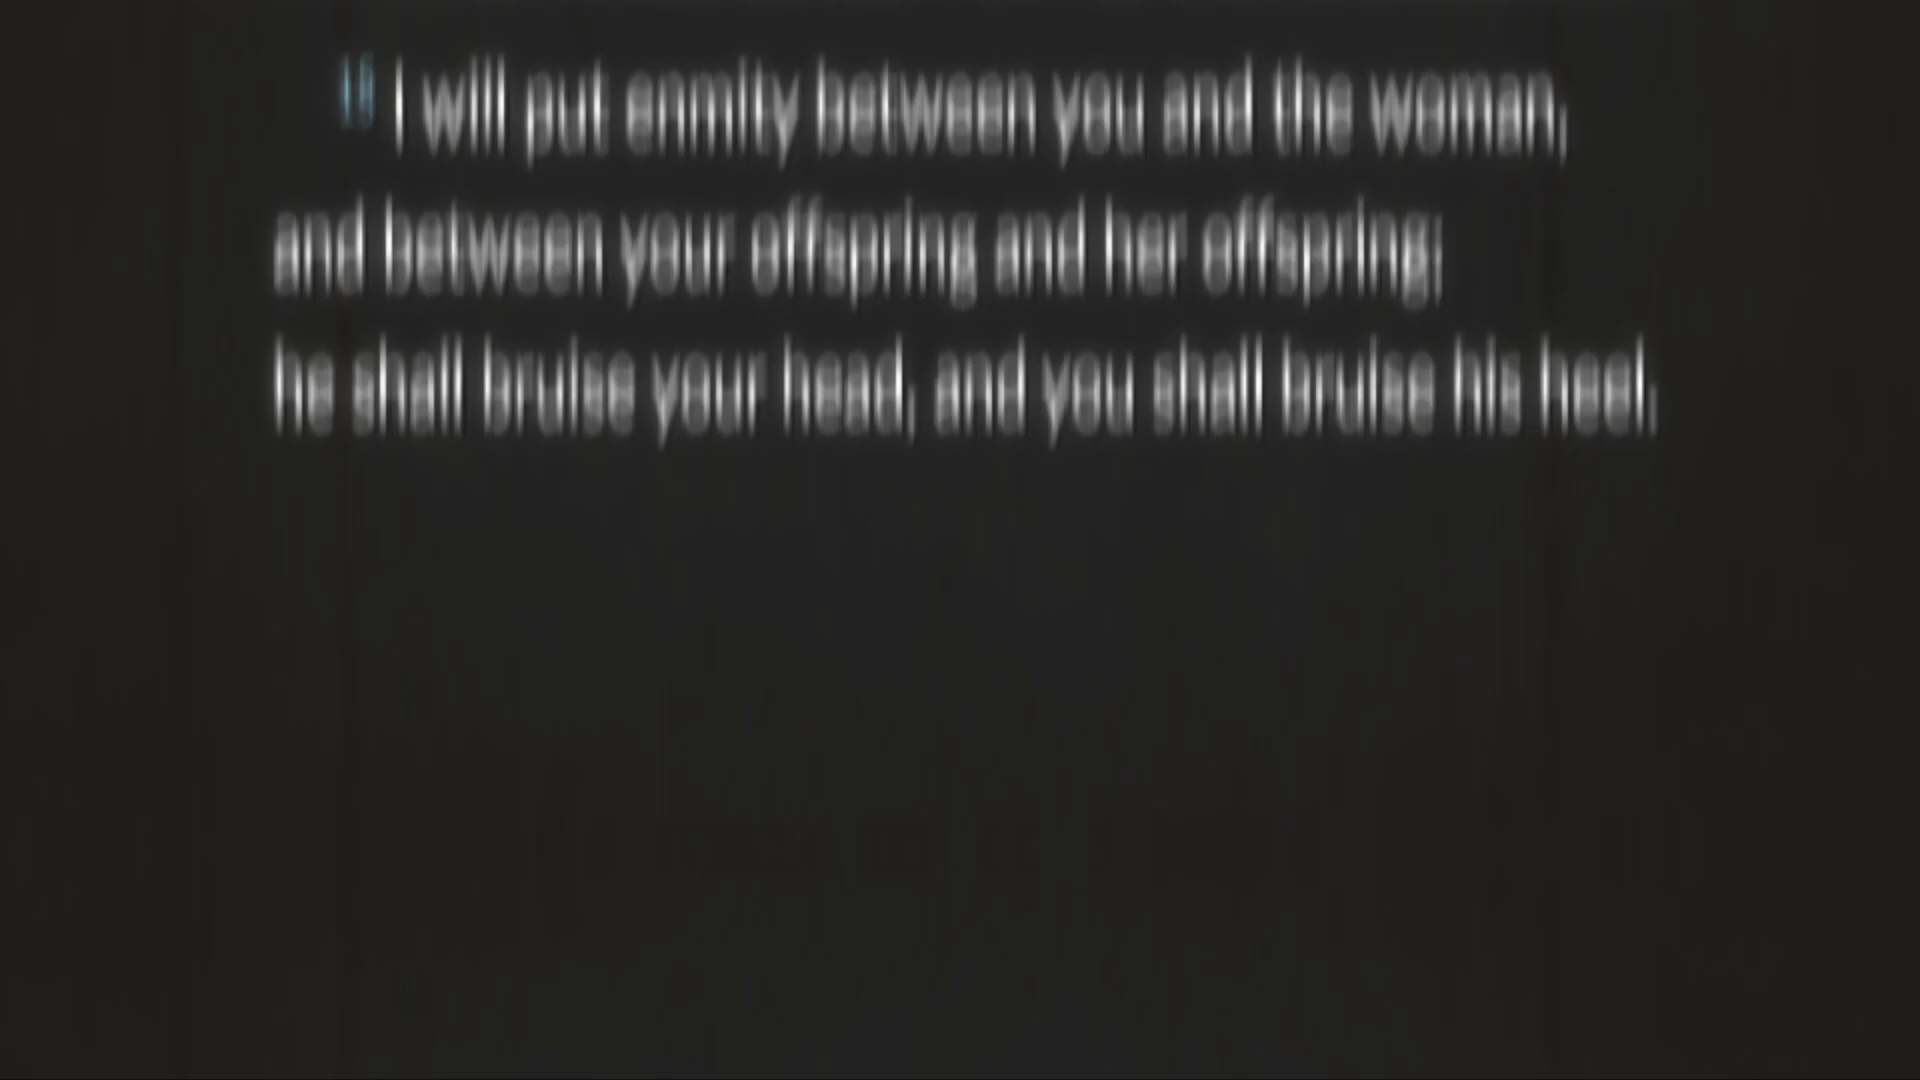 " I will put enmity between you and the woman,
and between your offspring and her offspring;
he shall bruise your head, and you shall bruise his heel.